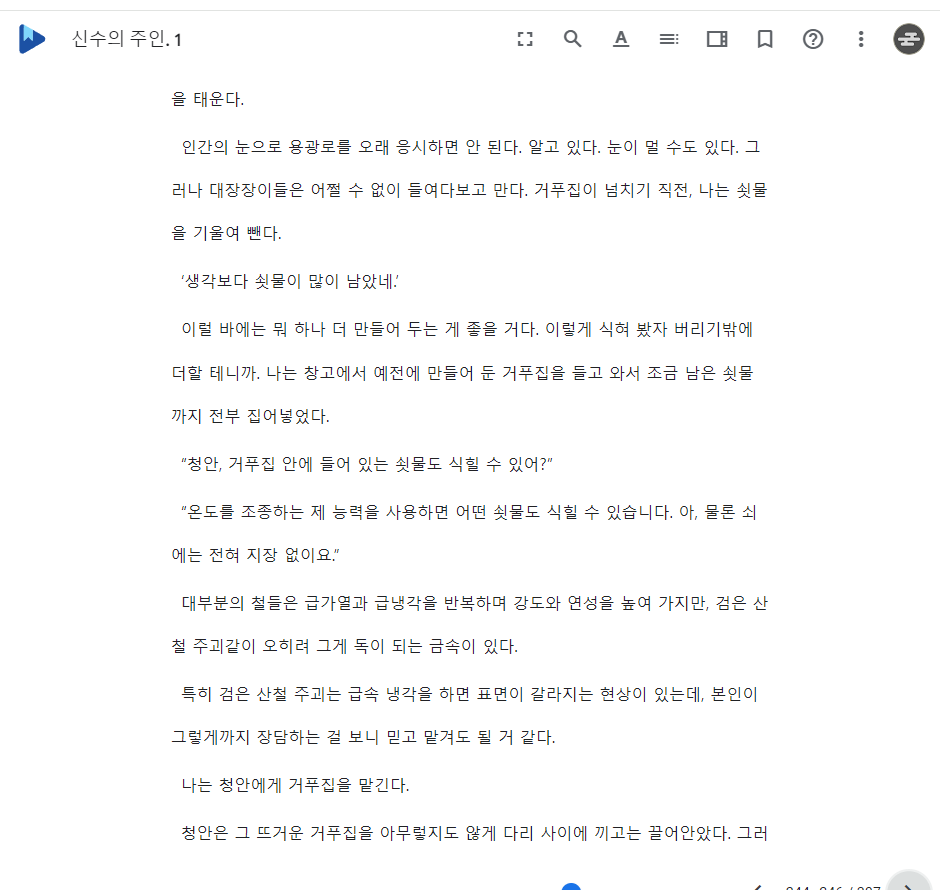 신수의 주인. 1
을 태운다.
인간의 눈으로 용광로를 오래 응시하면 안 된다. 알고 있다. 눈이 멀 수도 있다. 그
러나 대장장이들은 어쩔 수 없이 들여다보고 만다. 거푸집이 넘치기 직전, 나는 쇳물
을 기울여 뺀다.
‘생각보다 쇳물이 많이 남았네.’
이럴 바에는 뭐 하나 더 만들어 두는 게 좋을 거다. 이렇게 식혀 봤자 버리기밖에
더할 테니까. 나는 창고에서 예전에 만들어 둔 거푸집을 들고 와서 조금 남은 쇳물
까지 전부 집어넣었다.
“청안, 거푸집 안에 들어 있는 쇳물도 식힐 수 있어?”
“온도를 조종하는 제 능력을 사용하면 어떤 쇳물도 식힐 수 있습니다. 아, 물론 쇠
에는 전혀 지장 없이요.”
대부분의 철들은 급가열과 급냉각을 반복하며 강도와 연성을 높여 가지만, 검은 산
철 주괴같이 오히려 그게 독이 되는 금속이 있다.
특히 검은 산철 주괴는 급속 냉각을 하면 표면이 갈라지는 현상이 있는데, 본인이
그렇게까지 장담하는 걸 보니 믿고 맡겨도 될 거 같다.
나는 청안에게 거푸집을 맡긴다.
청안은 그 뜨거운 거푸집을 아무렇지도 않게 다리 사이에 끼고는 끌어안았다. 그러